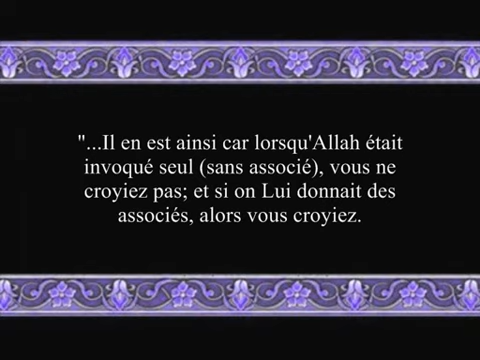 "...Il en est ainsi car lorsqu'Allah était
invoqué seul (sans associé), vous ne
croyiez pas; et si on Lui donnait des
associés, alors vous croyiez.